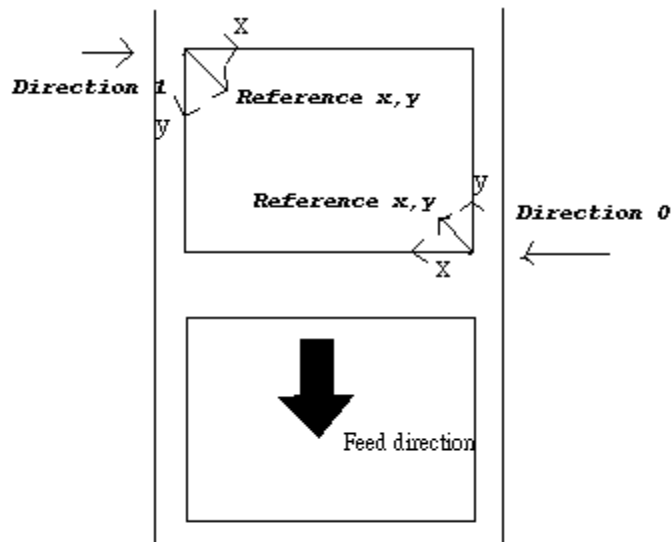 x
Direction 1
Reference x,y
y
Reference x,y
y
Direction 0
x
Feed direction